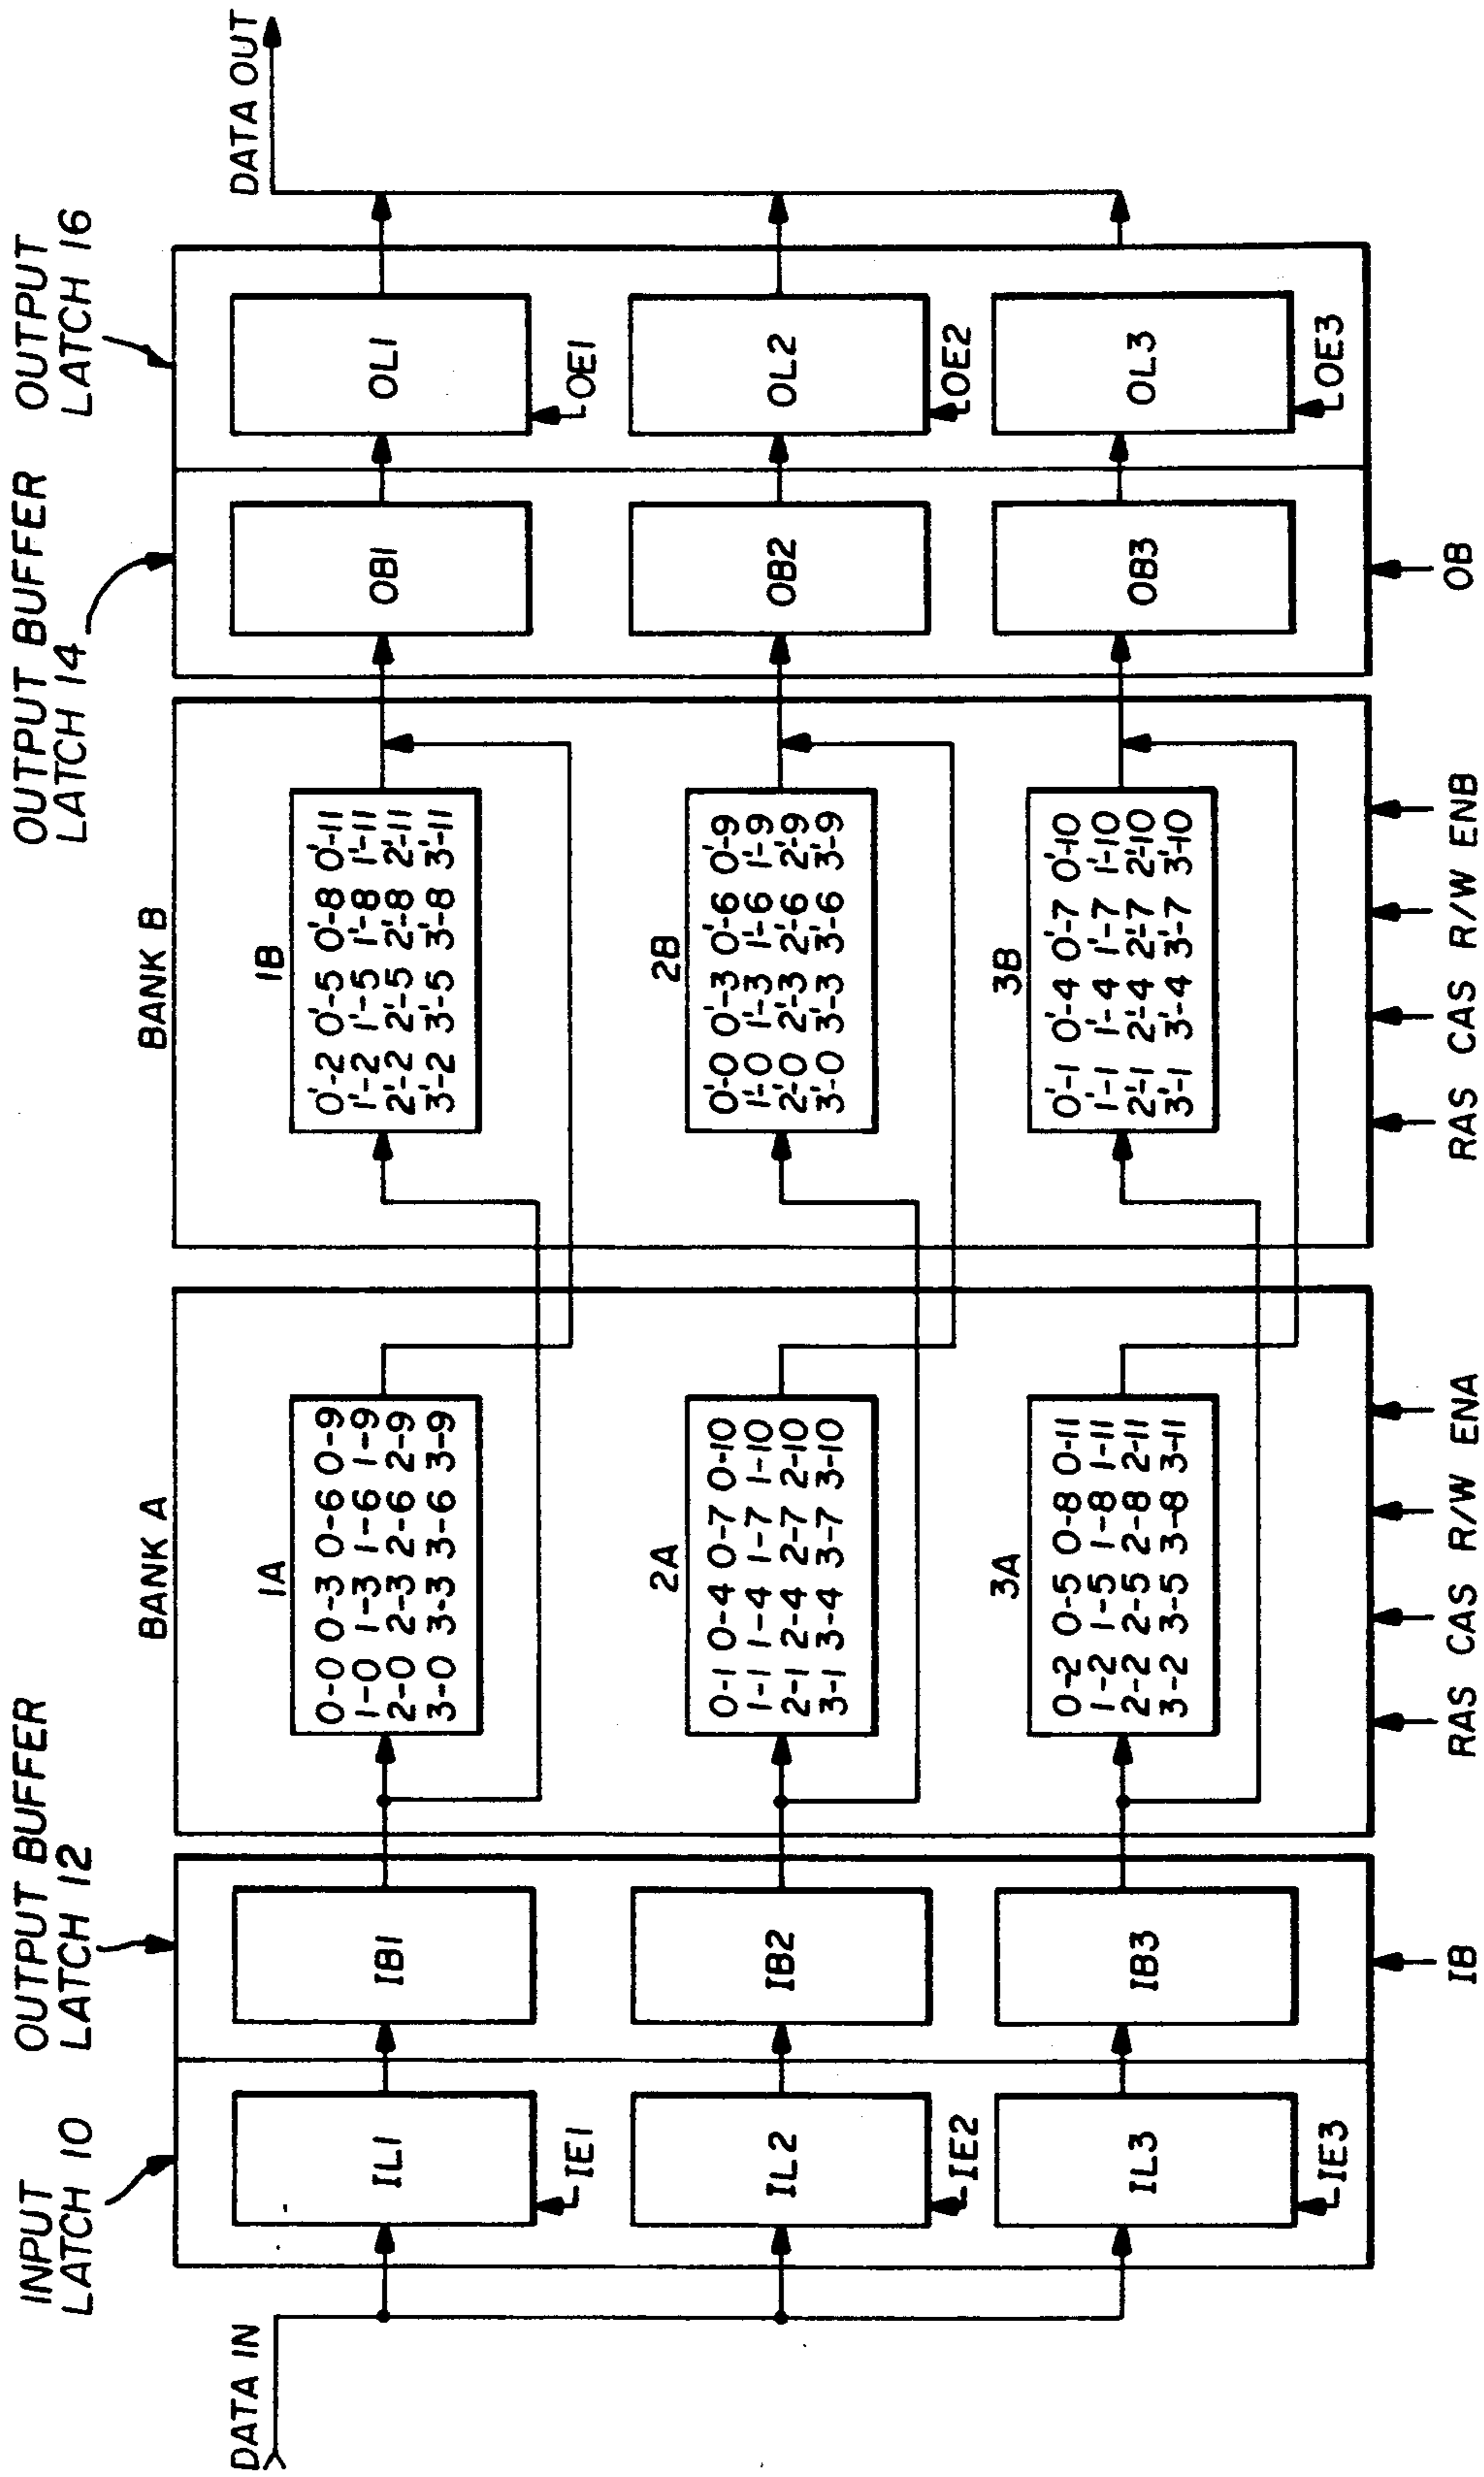 INPUT
LATCH 10
OUTPUT BUFFER
LATCH 12
OUTPUT BUFFER
LATCH 14
OUTPUT
LATCH 16
DATA IN
DATA OUT
BANK A
BANK B
IL1
IE1
IL2
IE2
IL3
IE3
IB1
IB2
IB3
IB
1A
0-0 0-3 0-6 0-9
1-0 1-3 1-6 1-9
2-0 2-3 2-6 2-9
3-0 3-3 3-6 3-9
2A
0-1 0-4 0-7 0-10
1-1 1-4 1-7 1-10
2-1 2-4 2-7 2-10
3-1 3-4 3-7 3-10
3A
0-2 0-5 0-8 0-11
1-2 1-5 1-8 1-11
2-2 2-5 2-8 2-11
3-2 3-5 3-8 3-11
RAS CAS R/W ENA
1B
0'-2 0'-5 0'-8 0'-11
1'-2 1'-5 1'-8 1'-11
2'-2 2'-5 2'-8 2'-11
3'-2 3'-5 3'-8 3'-11
2B
0'-0 0'-3 0'-6 0'-9
1'-0 1'-3 1'-6 1'-9
2'-0 2'-3 2'-6 2'-9
3'-0 3'-3 3'-6 3'-9
3B
0'-1 0'-4 0'-7 0'-10
1'-1 1'-4 1'-7 1'-10
2'-1 2'-4 2'-7 2'-10
3'-1 3'-4 3'-7 3'-10
RAS CAS R/W ENB
OB1
OB2
OB3
OB
OL1
OE1
OL2
OE2
OL3
OE3